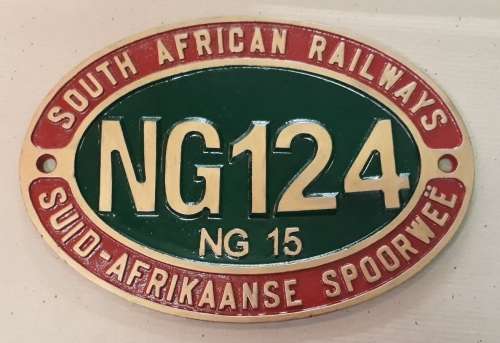 SOUTH AFRICAN RAILWAYS
NG124
NG 15
SUID-AFRIKAANSE SPOORWEË